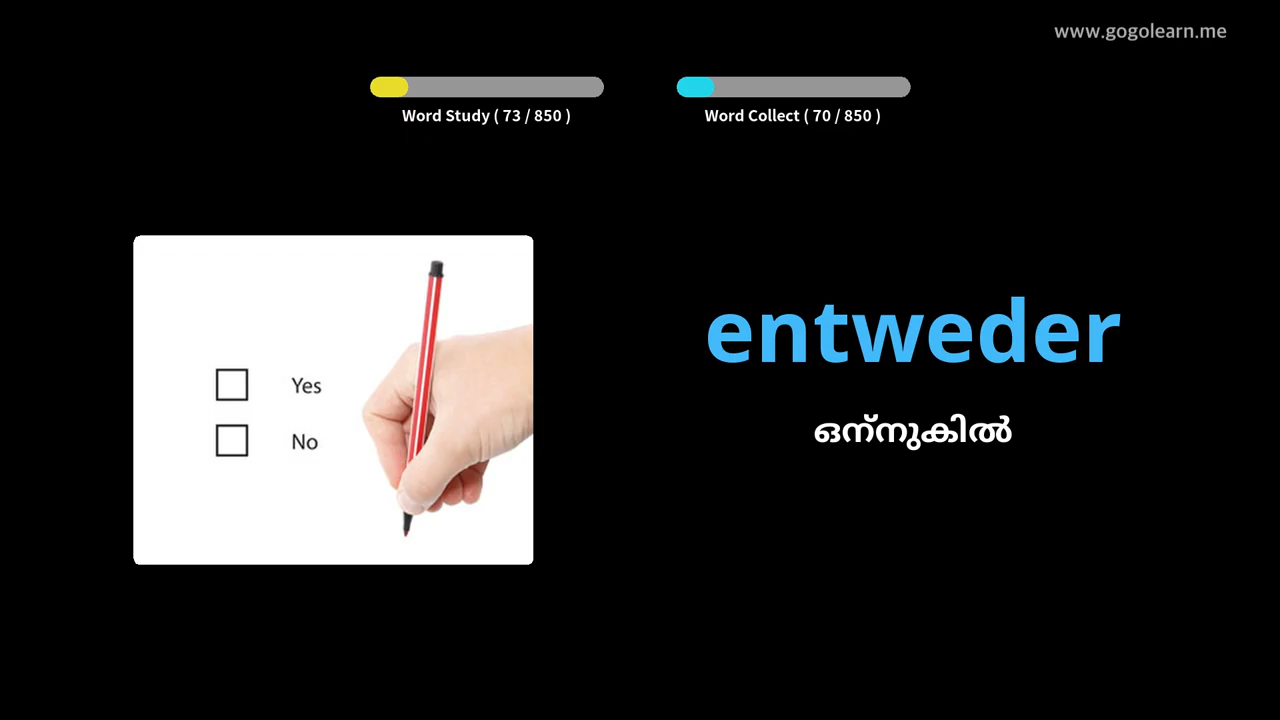 www.gogolearn.me
Word Study ( 73 / 850 )
Word Collect ( 70 / 850 )
Yes
No
entweder
ഒന്നുകിൽ